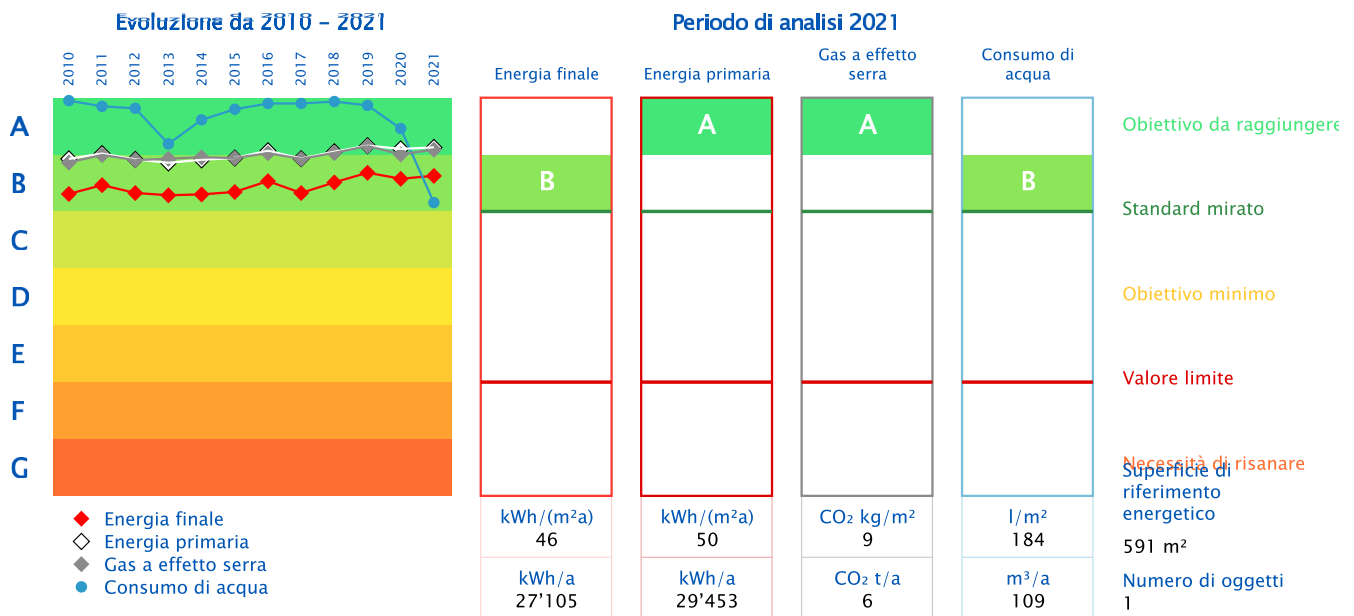 Evoluzione da 2010 – 2021
Periodo di analisi 2021
2010 2011 2012 2013 2014 2015 2016 2017 2018 2019 2020 2021
Energia finale
Energia primaria
Gas a effetto
serra
Consumo di
acqua
A
B
C
D
E
F
G
A
A
B
B
Obiettivo da raggiungere
Standard mirato
Obiettivo minimo
Valore limite
Necessità di risanare
Superficie di
riferimento
energetico
591 m²
Numero di oggetti
1
Energia finale
Energia primaria
Gas a effetto serra
Consumo di acqua
kWh/(m²a)
46
kWh/a
27’105
kWh/(m²a)
50
kWh/a
29’453
CO₂ kg/m²
9
CO₂ t/a
6
l/m²
184
m³/a
109